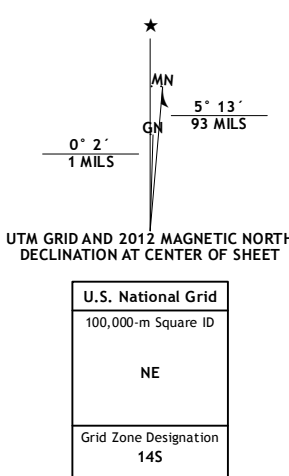 ★
MN
5° 13´
93 MILS
GN
0° 2´
1 MILS
UTM GRID AND 2012 MAGNETIC NORTH
DECLINATION AT CENTER OF SHEET
U.S. National Grid
100,000-m Square ID
NE
Grid Zone Designation
14S